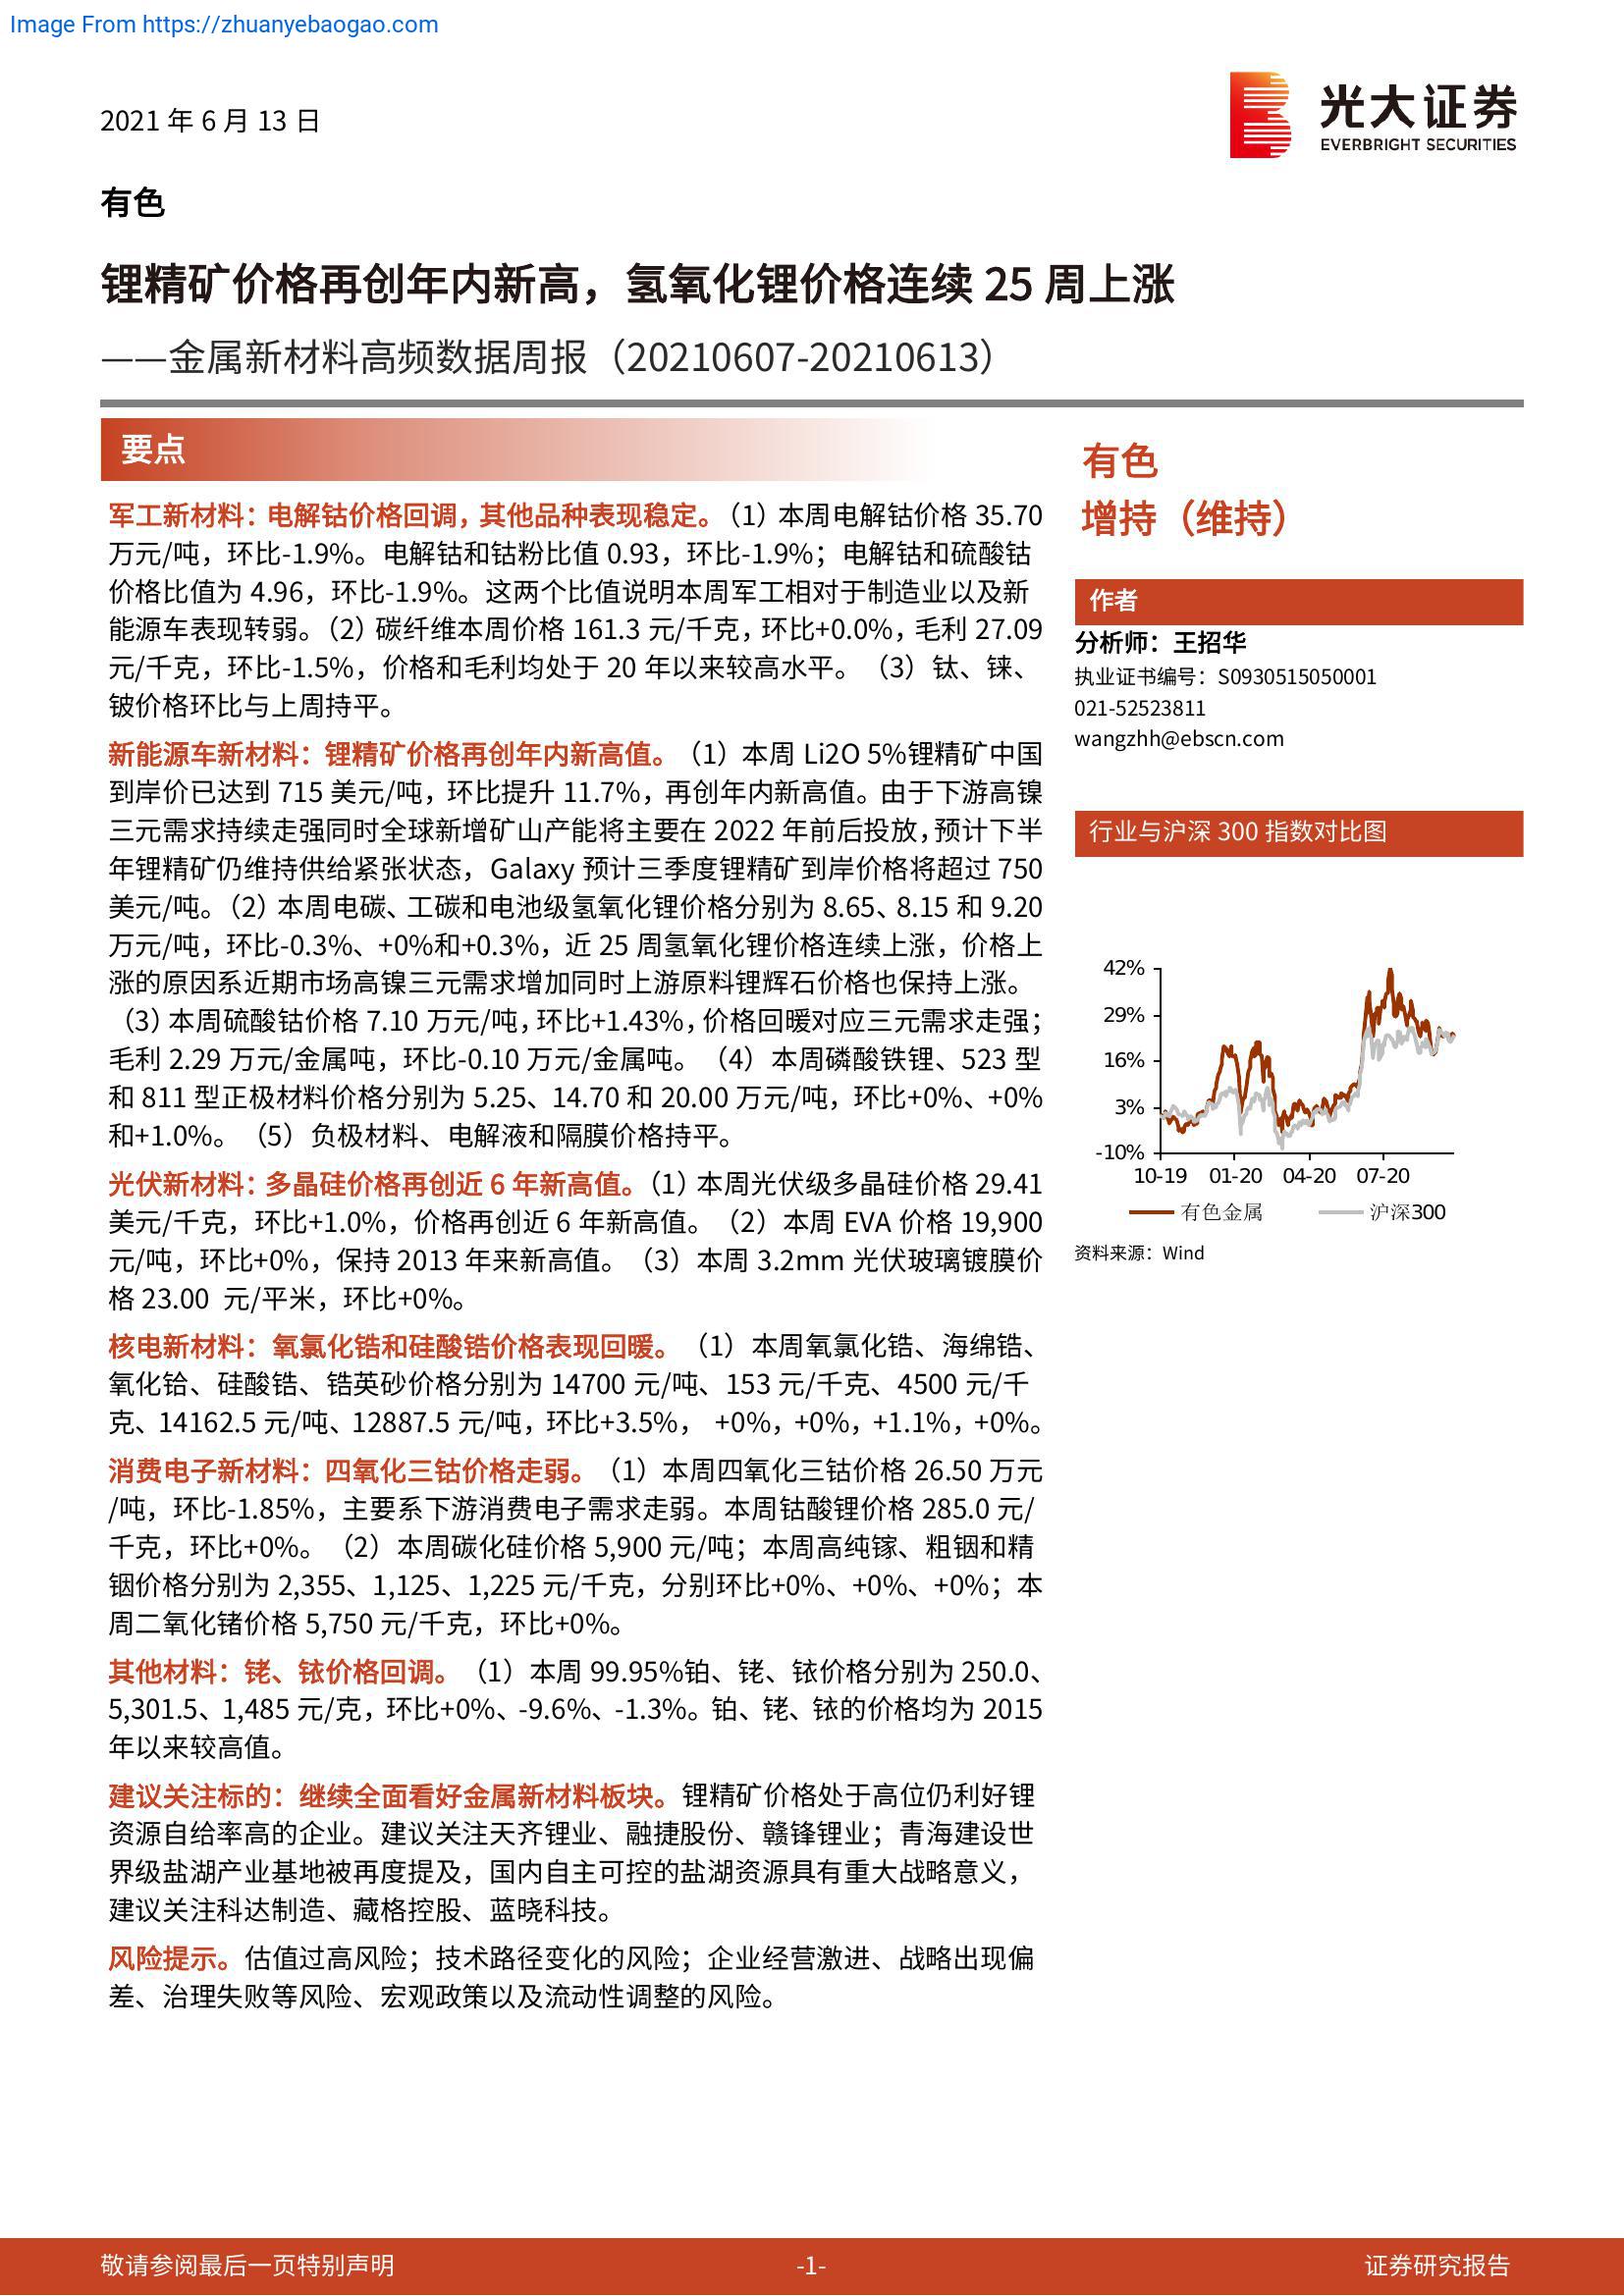 Image From https://zhuanyebaogao.com
2021 年 6 月 13 日
光大证券
EVERBRIGHT SECURITIES
有色
锂精矿价格再创年内新高，氢氧化锂价格连续 25 周上涨
——金属新材料高频数据周报（20210607-20210613）
要点
军工新材料：电解钴价格回调，其他品种表现稳定。（1）本周电解钴价格 35.70
万元/吨，环比-1.9%。电解钴和钴粉比值 0.93，环比-1.9%；电解钴和硫酸钴
价格比值为 4.96，环比-1.9%。这两个比值说明本周军工相对于制造业以及新
能源车表现转弱。（2）碳纤维本周价格 161.3 元/千克，环比+0.0%，毛利 27.09
元/千克，环比-1.5%，价格和毛利均处于 20 年以来较高水平。（3）钛、铼、
铍价格环比与上周持平。
新能源车新材料：锂精矿价格再创年内新高值。（1）本周 Li2O 5%锂精矿中国
到岸价已达到 715 美元/吨，环比提升 11.7%，再创年内新高值。由于下游高镍
三元需求持续走强同时全球新增矿山产能将主要在 2022 年前后投放，预计下半
年锂精矿仍维持供给紧张状态，Galaxy 预计三季度锂精矿到岸价格将超过 750
美元/吨。（2）本周电碳、工碳和电池级氢氧化锂价格分别为 8.65、8.15 和 9.20
万元/吨，环比-0.3%、+0%和+0.3%，近 25 周氢氧化锂价格连续上涨，价格上
涨的原因系近期市场高镍三元需求增加同时上游原料锂辉石价格也保持上涨。
（3）本周硫酸钴价格 7.10 万元/吨，环比+1.43%，价格回暖对应三元需求走强；
毛利 2.29 万元/金属吨，环比-0.10 万元/金属吨。（4）本周磷酸铁锂、523 型
和 811 型正极材料价格分别为 5.25、14.70 和 20.00 万元/吨，环比+0%、+0%
和+1.0%。（5）负极材料、电解液和隔膜价格持平。
光伏新材料：多晶硅价格再创近 6 年新高值。（1）本周光伏级多晶硅价格 29.41
美元/千克，环比+1.0%，价格再创近 6 年新高值。（2）本周 EVA 价格 19,900
元/吨，环比+0%，保持 2013 年来新高值。（3）本周 3.2mm 光伏玻璃镀膜价
格 23.00 元/平米，环比+0%。
核电新材料：氧氯化锆和硅酸锆价格表现回暖。（1）本周氧氯化锆、海绵锆、
氧化铪、硅酸锆、锆英砂价格分别为 14700 元/吨、153 元/千克、4500 元/千
克、14162.5 元/吨、12887.5 元/吨，环比+3.5%， +0%，+0%，+1.1%，+0%。
消费电子新材料：四氧化三钴价格走弱。（1）本周四氧化三钴价格 26.50 万元
/吨，环比-1.85%，主要系下游消费电子需求走弱。本周钴酸锂价格 285.0 元/
千克，环比+0%。（2）本周碳化硅价格 5,900 元/吨；本周高纯镓、粗铟和精
铟价格分别为 2,355、1,125、1,225 元/千克，分别环比+0%、+0%、+0%；本
周二氧化锗价格 5,750 元/千克，环比+0%。
其他材料：铑、铱价格回调。（1）本周 99.95%铂、铑、铱价格分别为 250.0、
5,301.5、1,485 元/克，环比+0%、-9.6%、-1.3%。铂、铑、铱的价格均为 2015
年以来较高值。
建议关注标的：继续全面看好金属新材料板块。锂精矿价格处于高位仍利好锂
资源自给率高的企业。建议关注天齐锂业、融捷股份、赣锋锂业；青海建设世
界级盐湖产业基地被再度提及，国内自主可控的盐湖资源具有重大战略意义，
建议关注科达制造、藏格控股、蓝晓科技。
风险提示。估值过高风险；技术路径变化的风险；企业经营激进、战略出现偏
差、治理失败等风险、宏观政策以及流动性调整的风险。
有色
增持（维持）
作者
分析师：王招华
执业证书编号：S0930515050001
021-52523811
wangzhh@ebscn.com
行业与沪深 300 指数对比图
42%
29%
16%
3%
-10%
10-19 01-20 04-20 07-20
有色金属 沪深300
资料来源：Wind
敬请参阅最后一页特别声明 -1- 证券研究报告